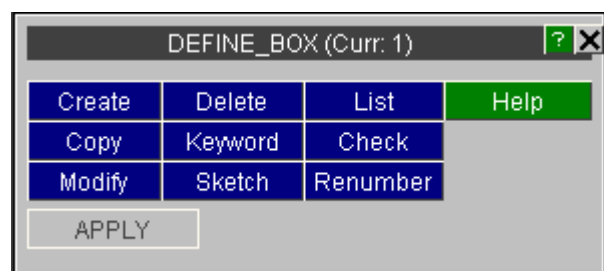 DEFINE_BOX (Curr: 1) ? X
Create Delete List Help
Copy Keyword Check
Modify Sketch Renumber
APPLY